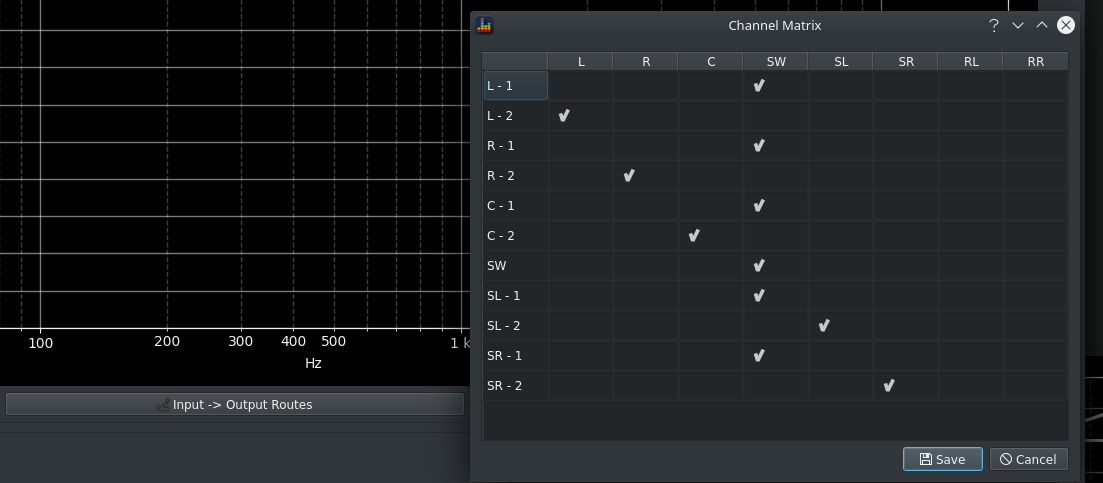 Channel Matrix
L R C SW SL SR RL RR
L - 1
L - 2
R - 1
R - 2
C - 1
C - 2
SW
SL - 1
SL - 2
SR - 1
SR - 2
100 200 300 400 500 1 k
Hz
Input -> Output Routes
Save Cancel